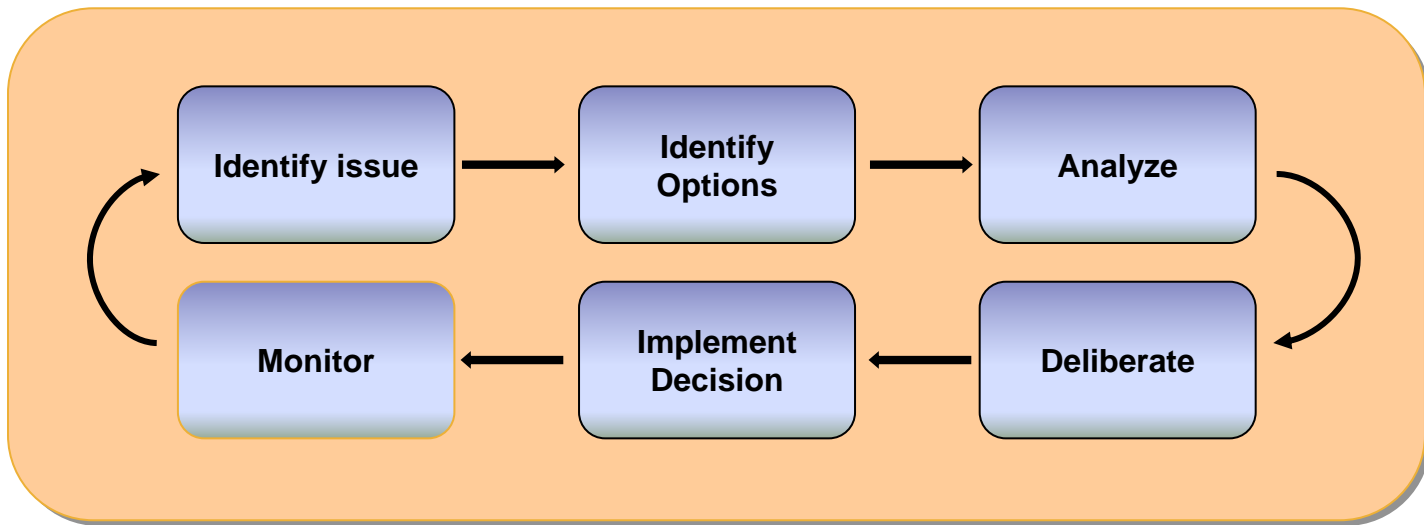 Identify issue
Identify
Options
Analyze
Deliberate
Implement
Decision
Monitor